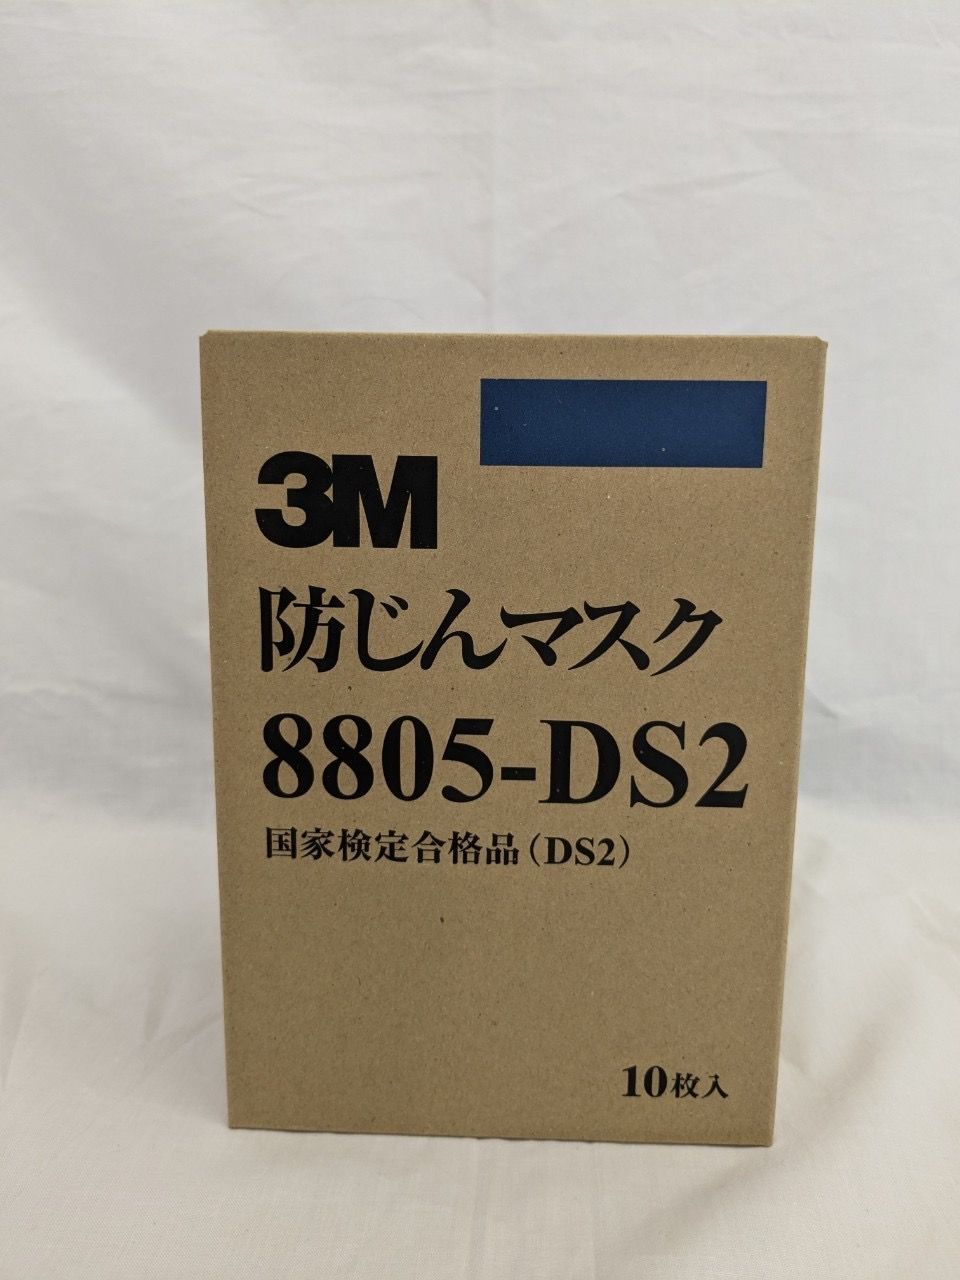 3M
防じんマスク
8805-DS2
国家検定合格品(DS2)
10枚入